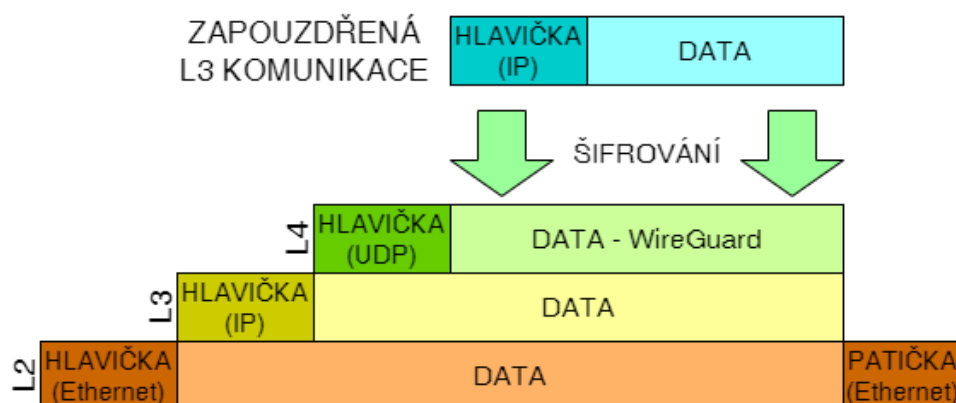 ZAPOUZDŘENÁ
L3 KOMUNIKACE
HLAVIČKA
(IP)
DATA
ŠIFROVÁNÍ
L4
HLAVIČKA
(UDP)
DATA - WireGuard
L3
HLAVIČKA
(IP)
DATA
L2
HLAVIČKA
(Ethernet)
DATA
PATIČKA
(Ethernet)